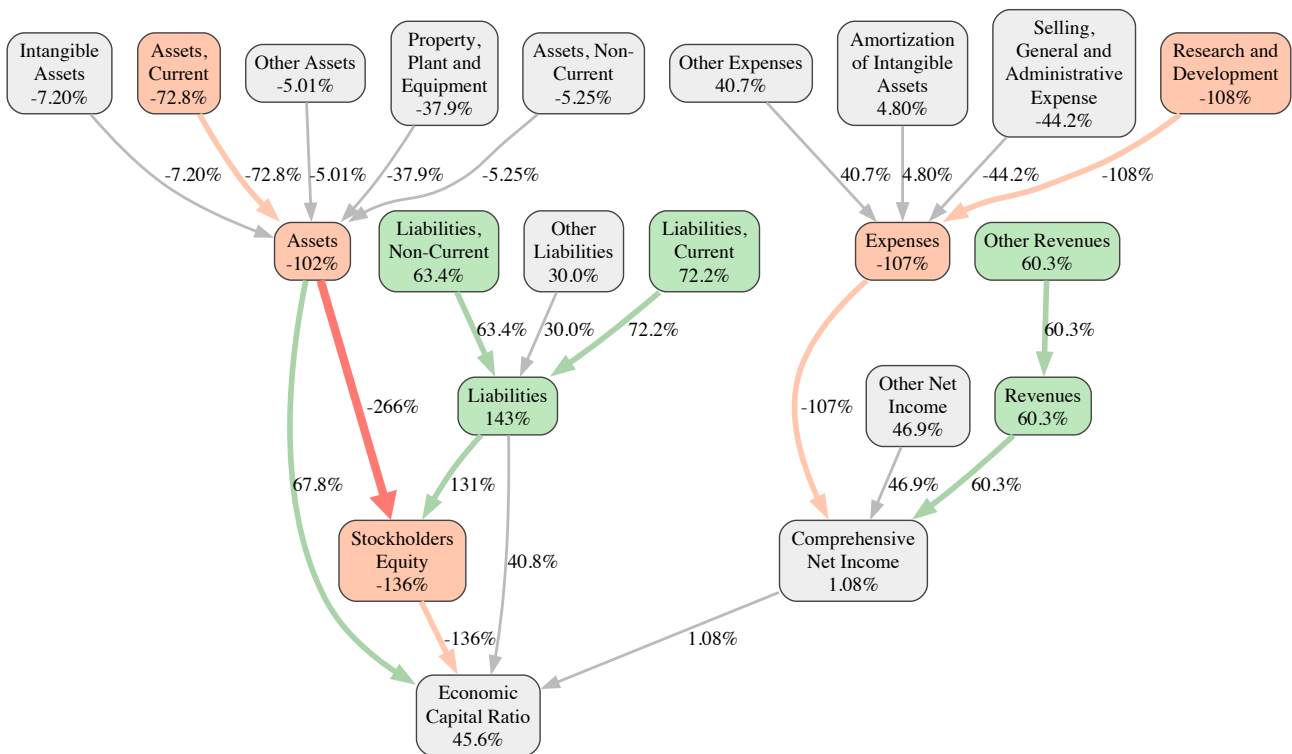 Intangible
Assets
-7.20%
Assets,
Current
-72.8%
Other Assets
-5.01%
Property,
Plant and
Equipment
-37.9%
Assets, Non-
Current
-5.25%
Other Expenses
40.7%
Amortization
of Intangible
Assets
4.80%
Selling,
General and
Administrative
Expense
-44.2%
Research and
Development
-108%
-7.20%
-72.8%
-5.01%
-37.9%
-5.25%
40.7%
4.80%
-44.2%
-108%
Assets
-102%
Liabilities,
Non-Current
63.4%
Other
Liabilities
30.0%
Liabilities,
Current
72.2%
Expenses
-107%
Other Revenues
60.3%
63.4%
30.0%
72.2%
60.3%
-266%
Liabilities
143%
-107%
Other Net
Income
46.9%
Revenues
60.3%
67.8%
131%
46.9%
60.3%
Stockholders
Equity
-136%
40.8%
Comprehensive
Net Income
1.08%
-136%
1.08%
Economic
Capital Ratio
45.6%